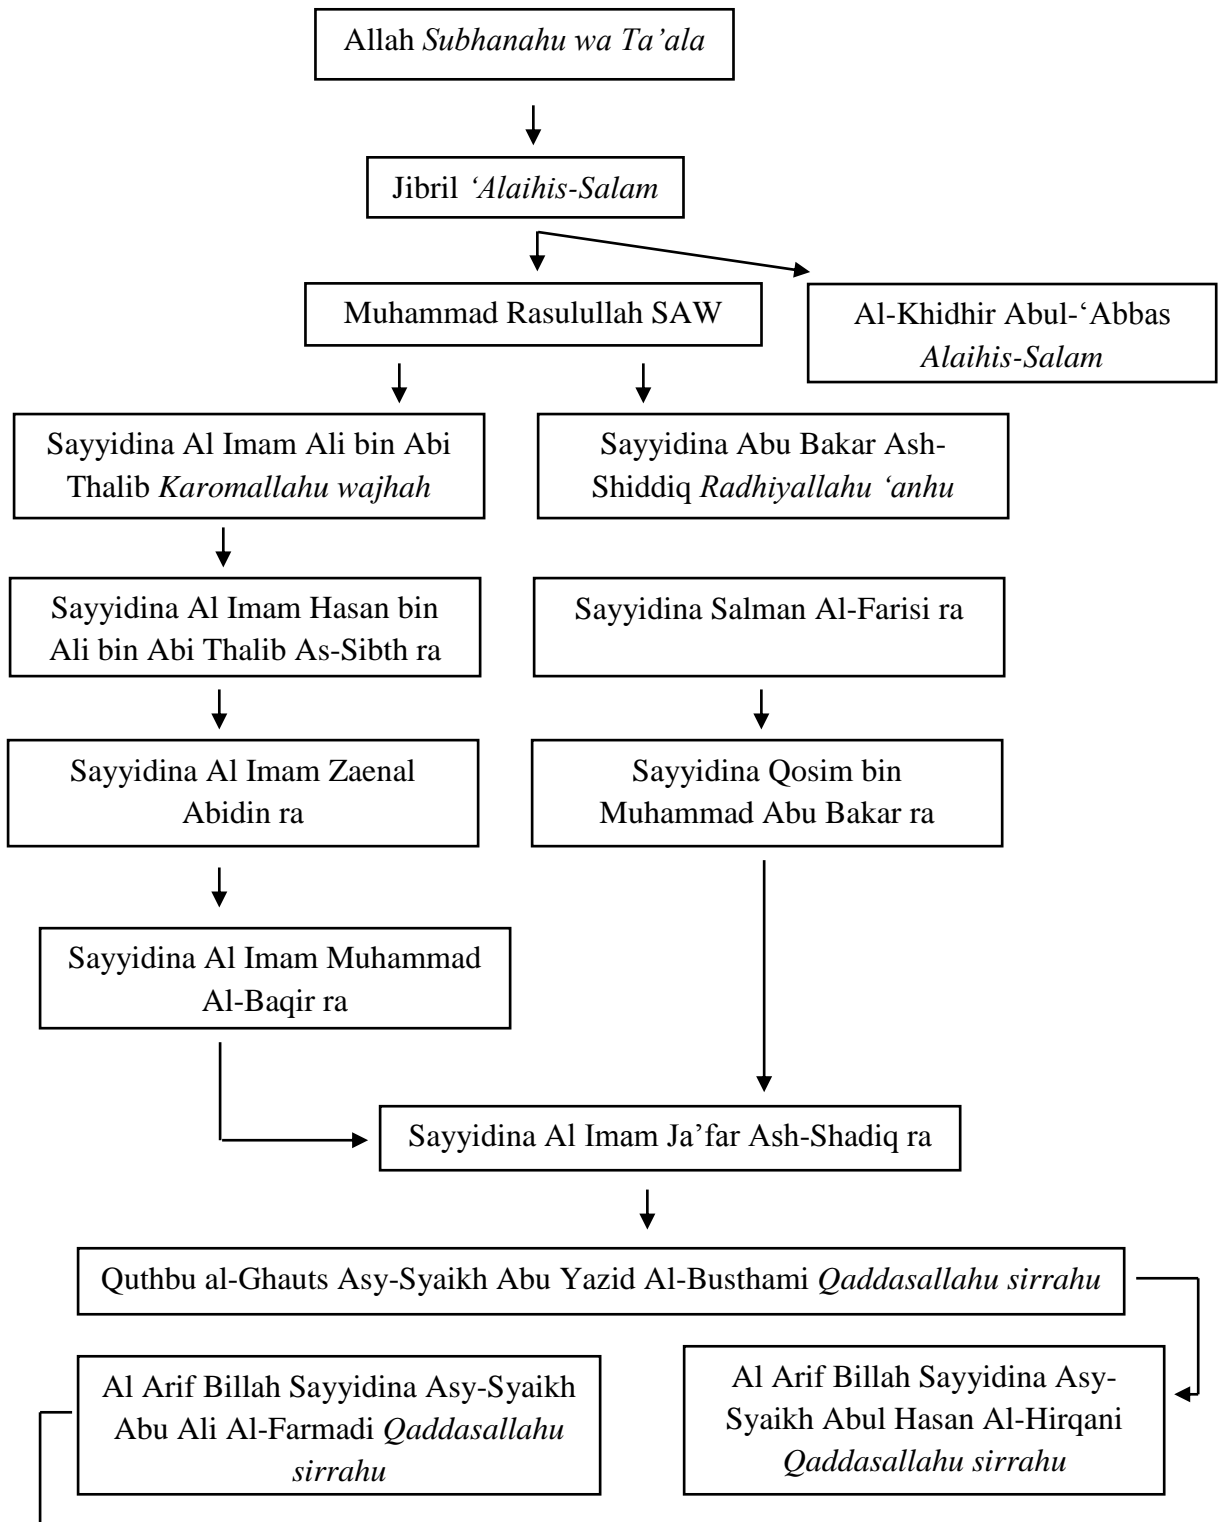 Allah Subhanahu wa Ta’ala
Jibril ‘Alaihis-Salam
Muhammad Rasulullah SAW
Al-Khidhir Abul-‘Abbas
Alaihis-Salam
Sayyidina Al Imam Ali bin Abi
Thalib Karomallahu wajhah
Sayyidina Abu Bakar Ash-
Shiddiq Radhiyallahu ‘anhu
Sayyidina Al Imam Hasan bin
Ali bin Abi Thalib As-Sibth ra
Sayyidina Salman Al-Farisi ra
Sayyidina Al Imam Zaenal
Abidin ra
Sayyidina Qosim bin
Muhammad Abu Bakar ra
Sayyidina Al Imam Muhammad
Al-Baqir ra
Sayyidina Al Imam Ja’far Ash-Shadiq ra
Quthbu al-Ghauts Asy-Syaikh Abu Yazid Al-Busthami Qaddasallahu sirrahu
Al Arif Billah Sayyidina Asy-Syaikh
Abu Ali Al-Farmadi Qaddasallahu
sirrahu
Al Arif Billah Sayyidina Asy-
Syaikh Abul Hasan Al-Hirqani
Qaddasallahu sirrahu